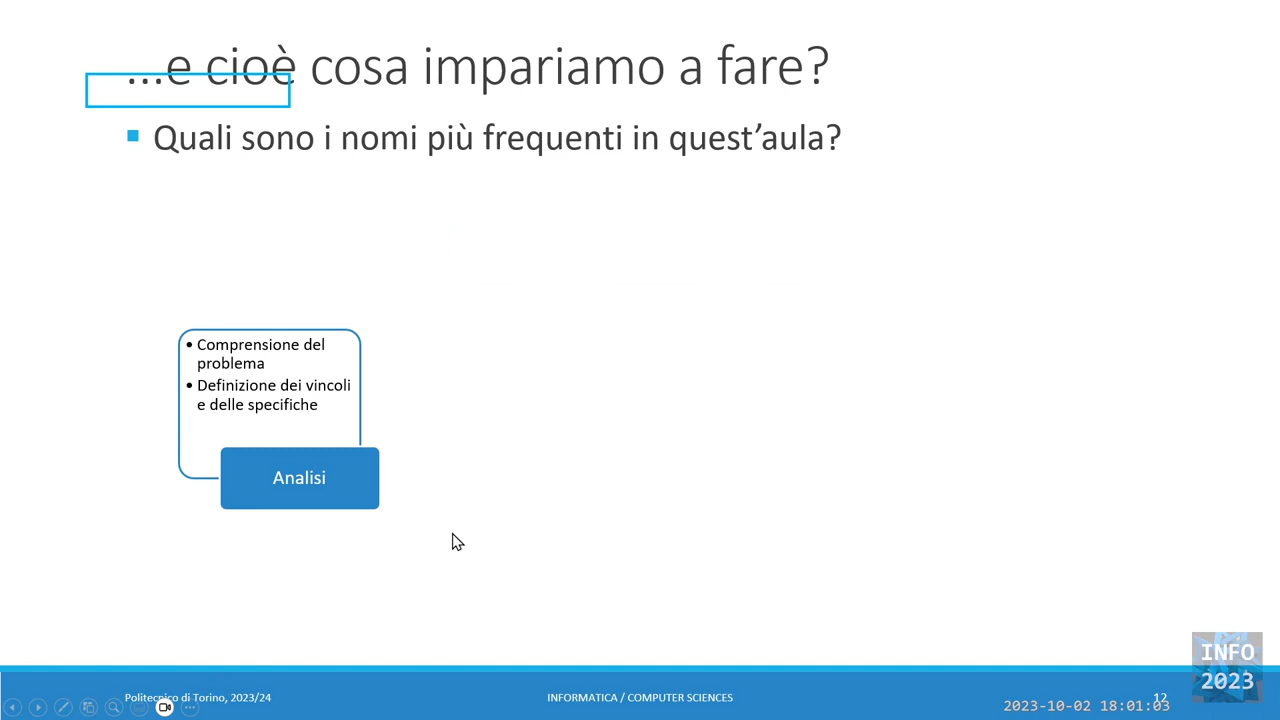 ...e cioè cosa impariamo a fare?
Quali sono i nomi più frequenti in quest’aula?
• Comprensione del
problema
• Definizione dei vincoli
e delle specifiche
Analisi
Politecnico di Torino, 2023/24
INFORMATICA / COMPUTER SCIENCES
12
2023-10-02 18:01:03
INFO
2023